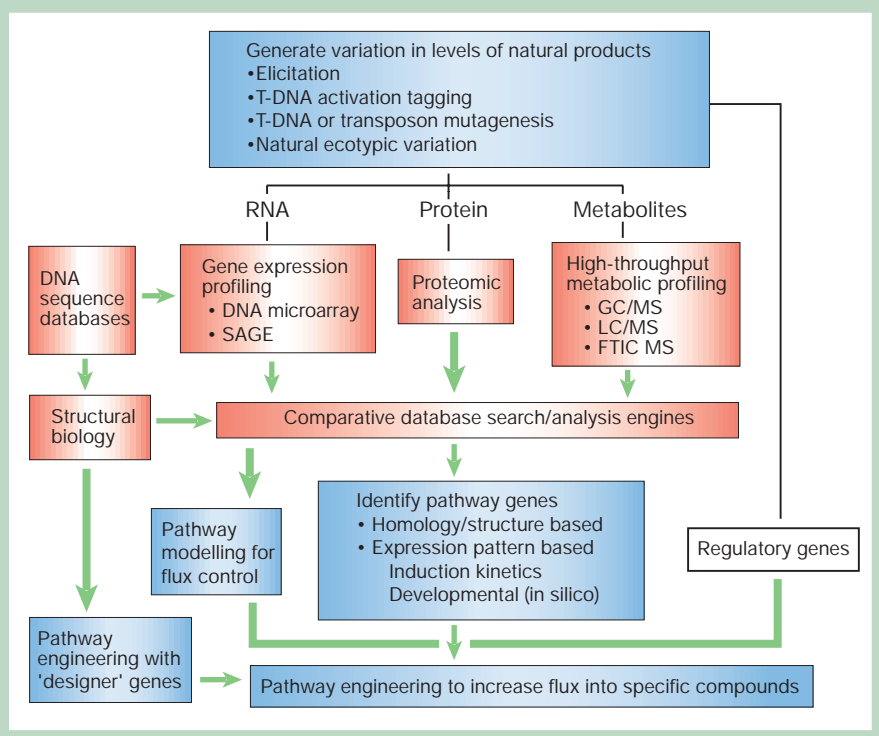 Generate variation in levels of natural products
•Elicitation
•T-DNA activation tagging
•T-DNA or transposon mutagenesis
•Natural ecotypic variation
RNA
Protein
Metabolites
DNA
sequence
databases
Gene expression
profiling
• DNA microarray
• SAGE
Proteomic
analysis
High-throughput
metabolic profiling
• GC/MS
• LC/MS
• FTIC MS
Structural
biology
Comparative database search/analysis engines
Pathway
modelling for
flux control
Identify pathway genes
• Homology/structure based
• Expression pattern based
Induction kinetics
Developmental (in silico)
Regulatory genes
Pathway
engineering with
'designer' genes
Pathway engineering to increase flux into specific compounds